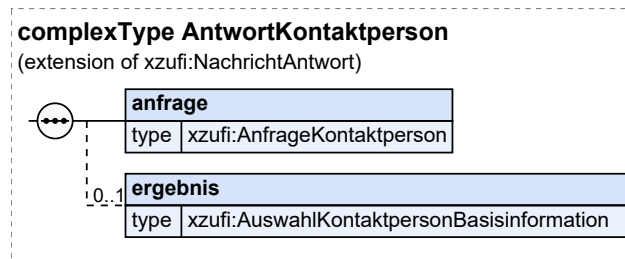 complexType AntwortKontaktperson
(extension of xzufi:NachrichtAntwort)
anfrage
type xzufi:AnfrageKontaktperson
0..1 ergebnis
type xzufi:AuswahlKontaktpersonBasisinformation